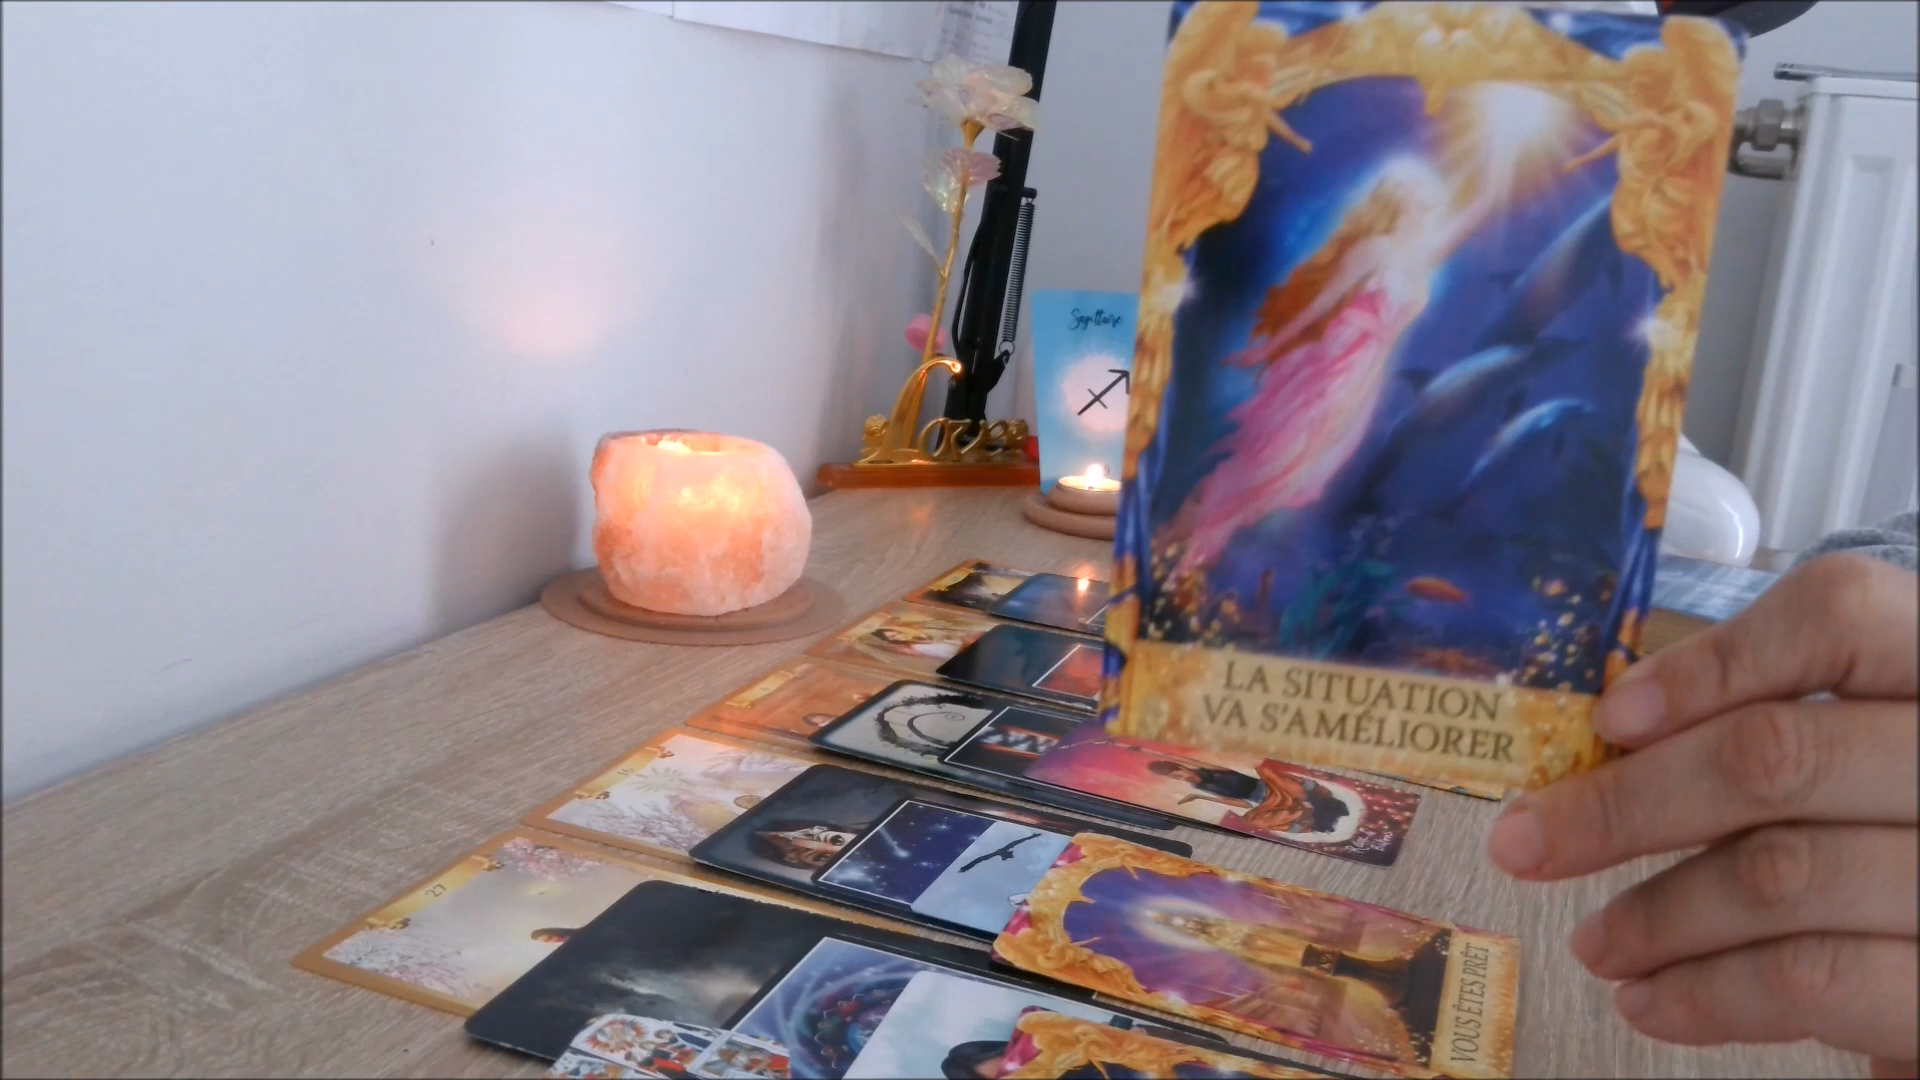 Sagittaire
Love
LA SITUATION
VA S'AMÉLIORER
27
VOUS ÊTES PRÊT